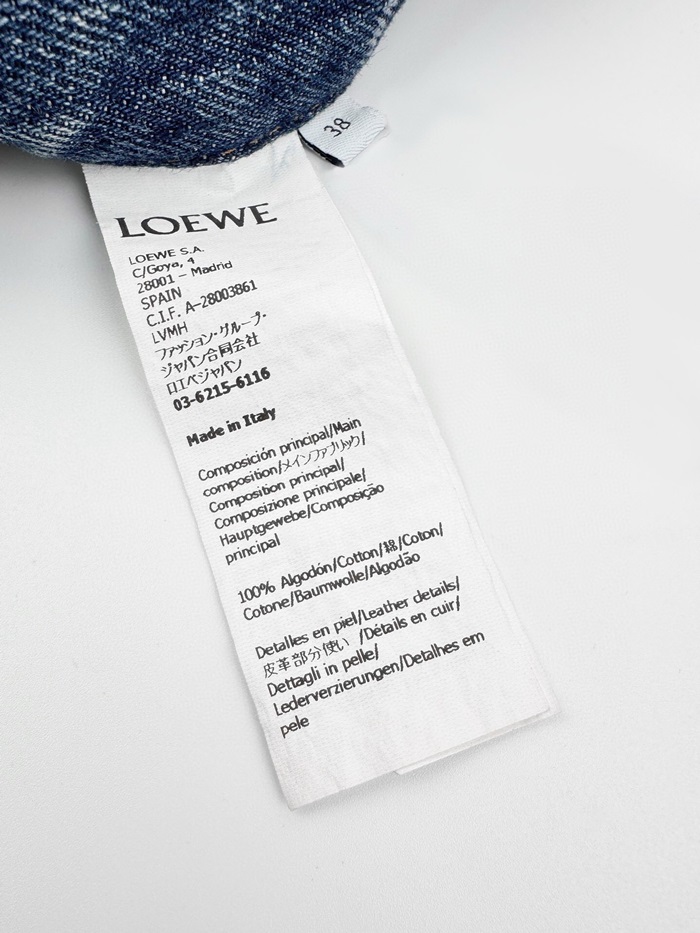 38
LOEWE
LOEWE S.A.
C/Goya, 4
28001 – Madrid
SPAIN
C.I.F. A-28003861
LVMH
ファッション・グループ・
ジャパン合同会社
ロエベジャパン
03-6215-6116
Made in Italy
Composición principal/Main
composition/メインファブリック/
Composition principal/
Composizione principale/
Hauptgewebe/Composição
principal
100% Algodón/Cotton/綿/Coton/
Cotone/Baumwolle/Algodão
Detalles en piel/Leather details/
皮革部分使い /Détails en cuir/
Dettagli in pelle/
Lederverzierungen/Detalhes em
pele